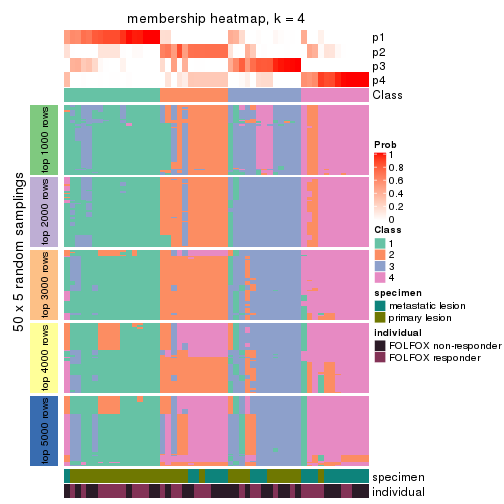 membership heatmap, k = 4
p1
p2
p3
p4
Class
50 x 5 random samplings
top 1000 rows
top 2000 rows
top 3000 rows
top 4000 rows
top 5000 rows
specimen
individual
Prob
1
0.8
0.6
0.4
0.2
0
Class
1
2
3
4
specimen
metastatic lesion
primary lesion
individual
FOLFOX non-responder
FOLFOX responder